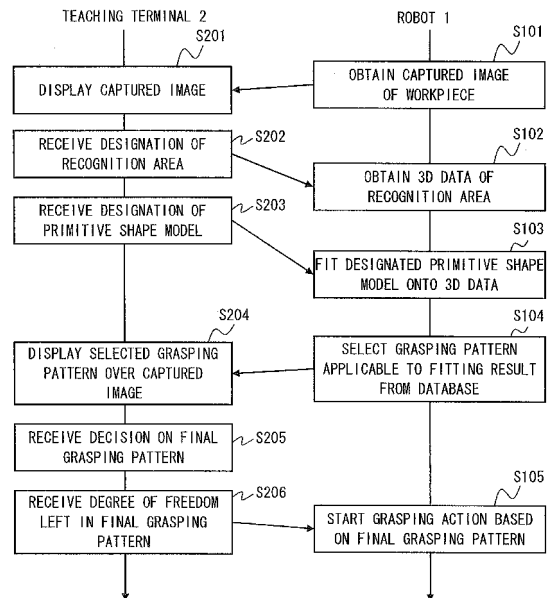 TEACHING TERMINAL 2
ROBOT 1
S201
S101
DISPLAY CAPTURED IMAGE
OBTAIN CAPTURED IMAGE
OF WORKPIECE
RECEIVE DESIGNATION OF
RECOGNITION AREA
S202
S102
OBTAIN 3D DATA OF
RECOGNITION AREA
RECEIVE DESIGNATION OF
PRIMITIVE SHAPE MODEL
S203
S103
FIT DESIGNATED PRIMITIVE SHAPE
MODEL ONTO 3D DATA
S204
S104
DISPLAY SELECTED GRASPING
PATTERN OVER CAPTURED
IMAGE
SELECT GRASPING PATTERN
APPLICABLE TO FITTING RESULT
FROM DATABASE
RECEIVE DECISION ON FINAL
GRASPING PATTERN
S205
S206
S105
RECEIVE DEGREE OF FREEDOM
LEFT IN FINAL GRASPING
PATTERN
START GRASPING ACTION BASED
ON FINAL GRASPING PATTERN